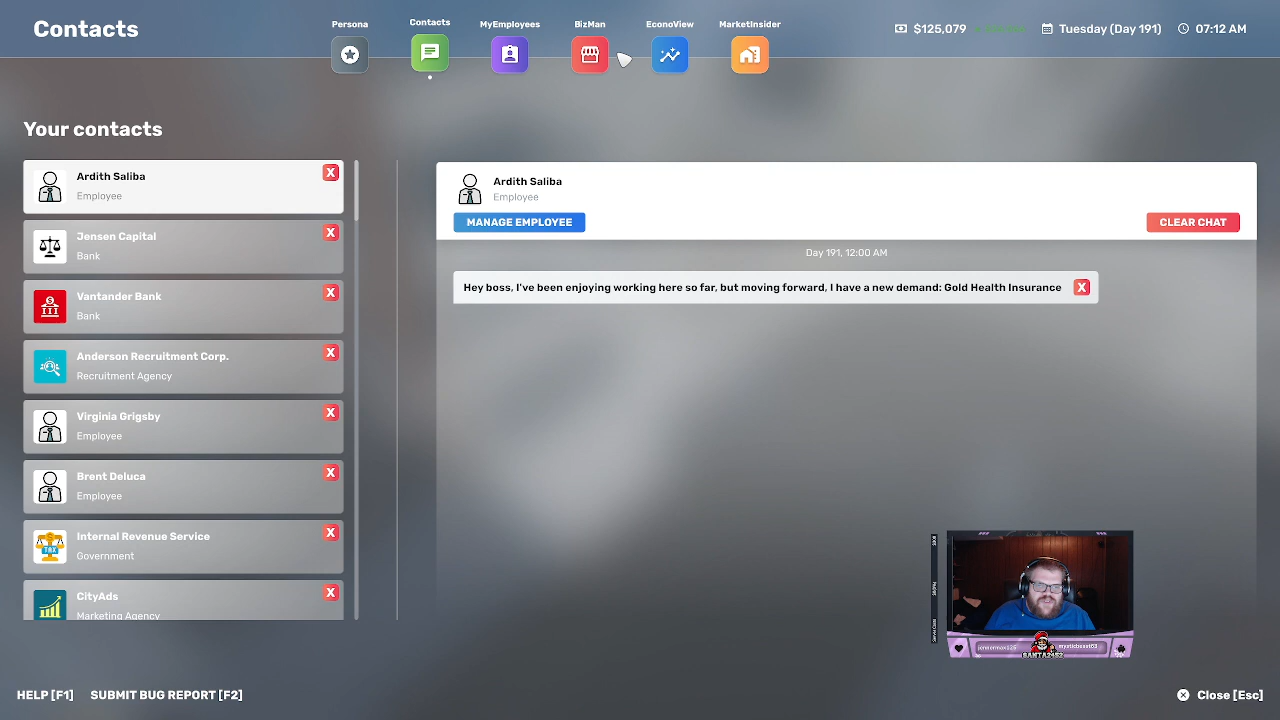 Contacts
Persona
Contacts
MyEmployees
BizMan
EconoView
MarketInsider
$125,079
Tuesday (Day 191)
07:12 AM
Your contacts
Ardith Saliba
Employee
X
Jensen Capital
Bank
X
Vantander Bank
Bank
X
Anderson Recruitment Corp.
Recruitment Agency
X
Virginia Grigsby
Employee
X
Brent Deluca
Employee
X
TAX
Internal Revenue Service
Government
X
CityAds
Marketing Agency
X
Ardith Saliba
Employee
MANAGE EMPLOYEE
CLEAR CHAT
Day 191, 12:00 AM
Hey boss, I've been enjoying working here so far, but moving forward, I have a new demand: Gold Health Insurance
X
SANTA2452
HELP [F1]
SUBMIT BUG REPORT [F2]
Close [Esc]